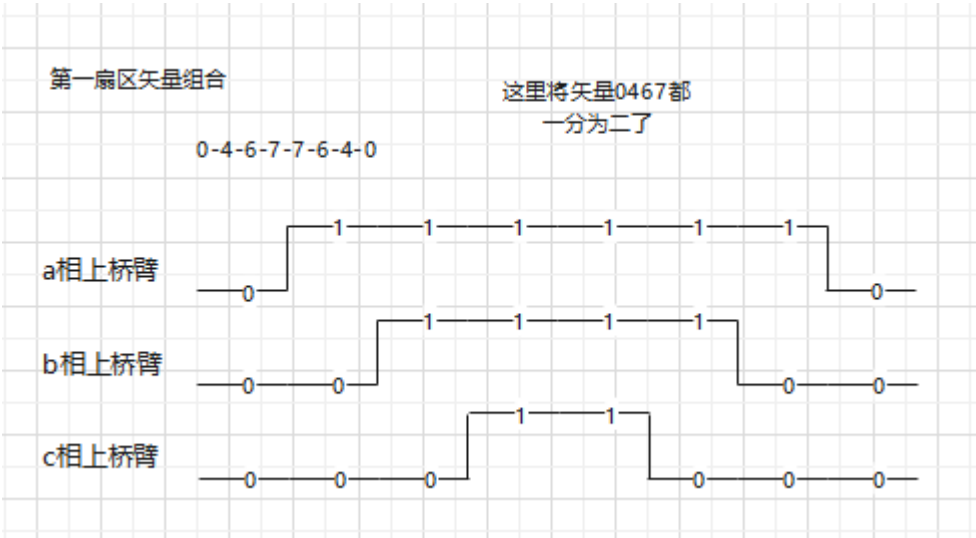 第一扇区矢量组合
这里将矢量0467都
一分为二了
0-4-6-7-7-6-4-0
a相上桥臂
0 1 1 1 1 1 1 0
b相上桥臂
0 0 1 1 1 1 0 0
c相上桥臂
0 0 0 1 1 0 0 0